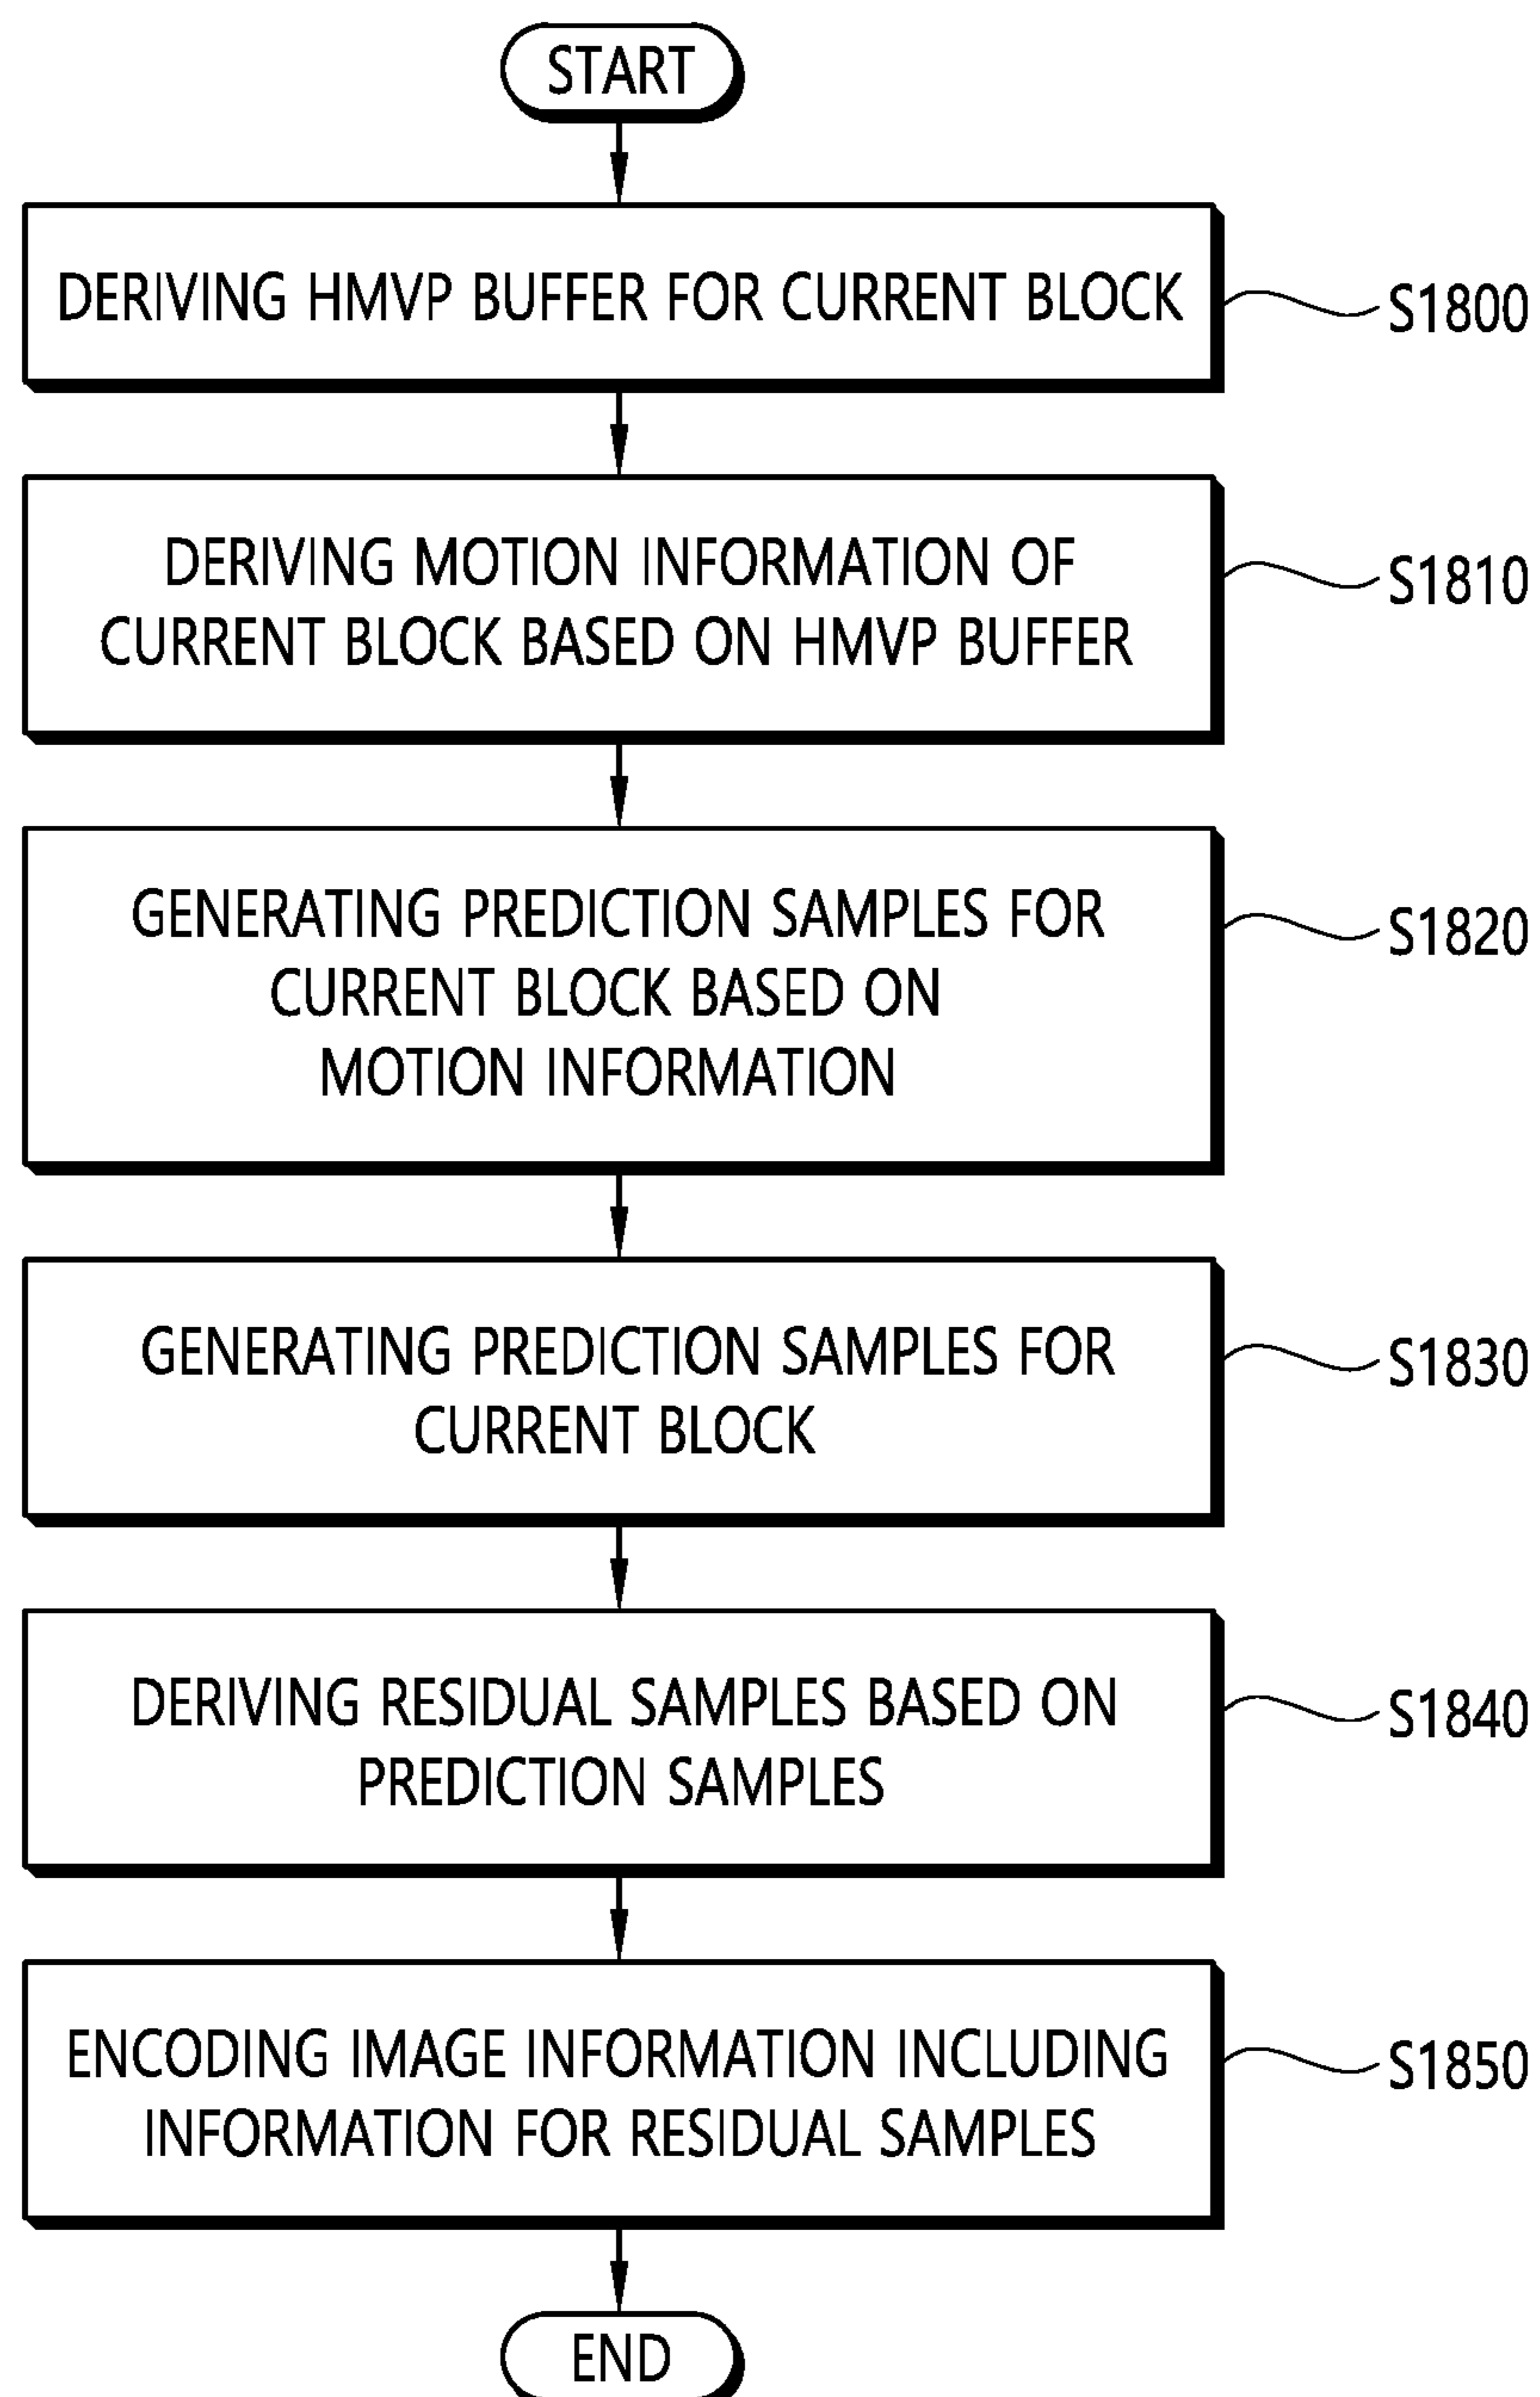 START
DERIVING HMVP BUFFER FOR CURRENT BLOCK
S1800
DERIVING MOTION INFORMATION OF
CURRENT BLOCK BASED ON HMVP BUFFER
S1810
GENERATING PREDICTION SAMPLES FOR
CURRENT BLOCK BASED ON
MOTION INFORMATION
S1820
GENERATING PREDICTION SAMPLES FOR
CURRENT BLOCK
S1830
DERIVING RESIDUAL SAMPLES BASED ON
PREDICTION SAMPLES
S1840
ENCODING IMAGE INFORMATION INCLUDING
INFORMATION FOR RESIDUAL SAMPLES
S1850
END